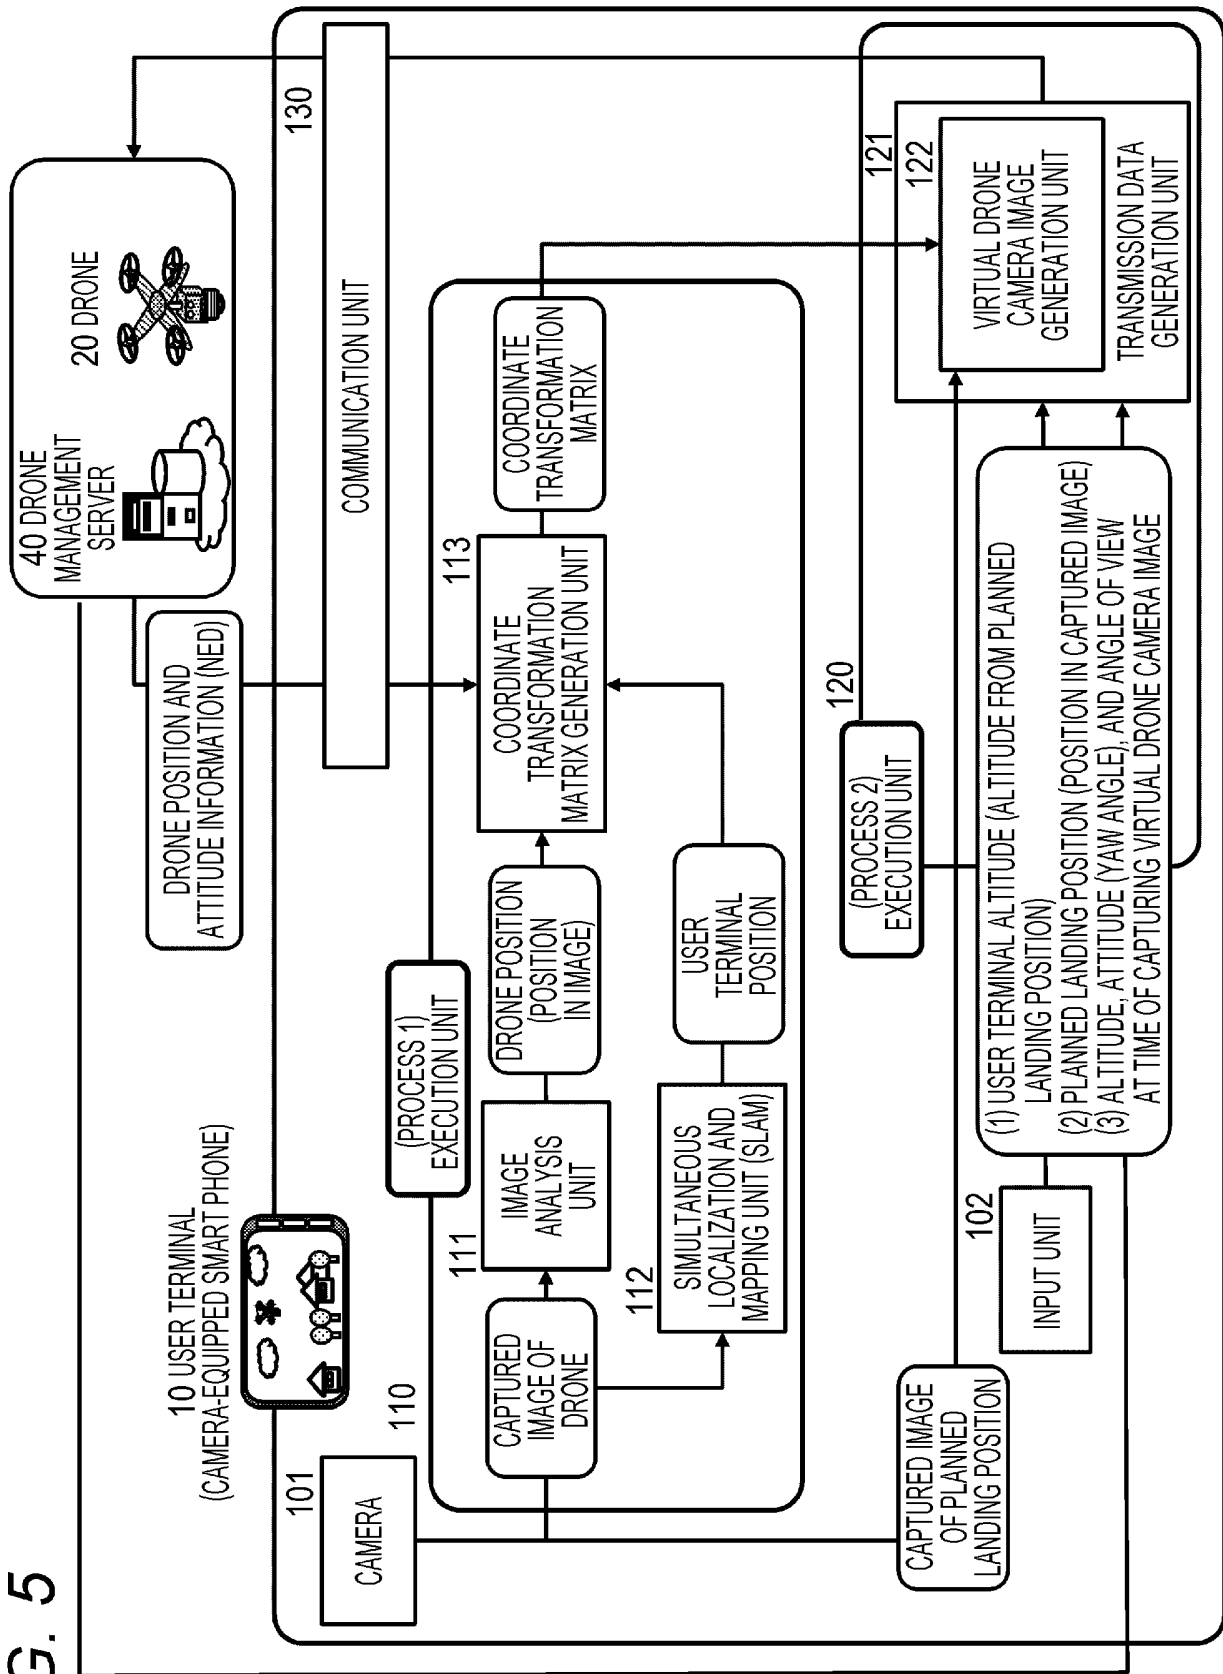 G. 5
40 DRONE
MANAGEMENT
SERVER
20 DRONE
DRONE POSITION AND
ATTITUDE INFORMATION (NED)
10 USER TERMINAL
(CAMERA-EQUIPPED SMART PHONE)
130
COMMUNICATION UNIT
101
CAMERA
110
(PROCESS 1)
EXECUTION UNIT
CAPTURED
IMAGE OF
DRONE
111
IMAGE
ANALYSIS
UNIT
DRONE POSITION
(POSITION
IN IMAGE)
113
COORDINATE
TRANSFORMATION
MATRIX GENERATION UNIT
COORDINATE
TRANSFORMATION
MATRIX
112
SIMULTANEOUS
LOCALIZATION AND
MAPPING UNIT (SLAM)
USER
TERMINAL
POSITION
120
(PROCESS 2)
EXECUTION UNIT
CAPTURED IMAGE
OF PLANNED
LANDING POSITION
102
INPUT UNIT
(1) USER TERMINAL ALTITUDE (ALTITUDE FROM PLANNED
LANDING POSITION)
(2) PLANNED LANDING POSITION (POSITION IN CAPTURED IMAGE)
(3) ALTITUDE, ATTITUDE (YAW ANGLE), AND ANGLE OF VIEW
AT TIME OF CAPTURING VIRTUAL DRONE CAMERA IMAGE
121
122
VIRTUAL DRONE
CAMERA IMAGE
GENERATION UNIT
TRANSMISSION DATA
GENERATION UNIT